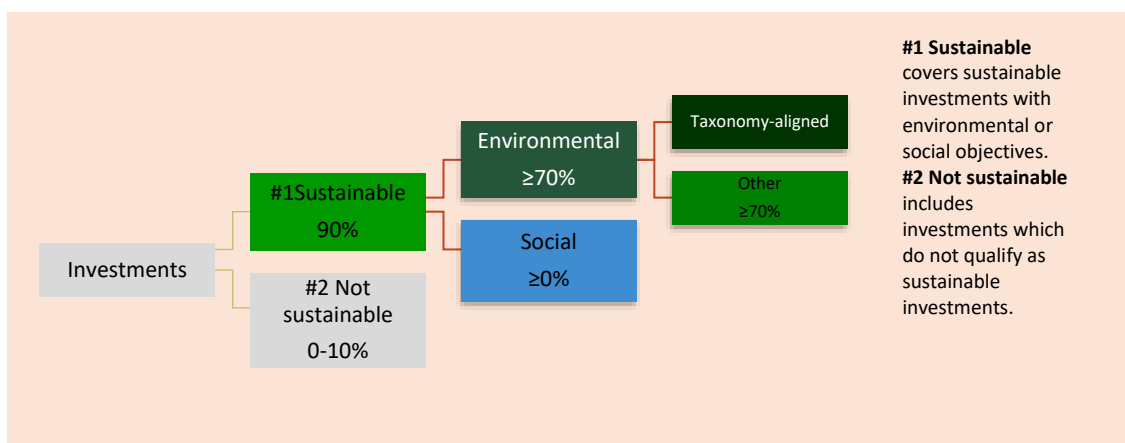 Investments
#1Sustainable
90%
#2 Not
sustainable
0-10%
Environmental
≥70%
Social
≥0%
Taxonomy-aligned
Other
≥70%
#1 Sustainable
covers sustainable
investments with
environmental or
social objectives.
#2 Not sustainable
includes
investments which
do not qualify as
sustainable
investments.